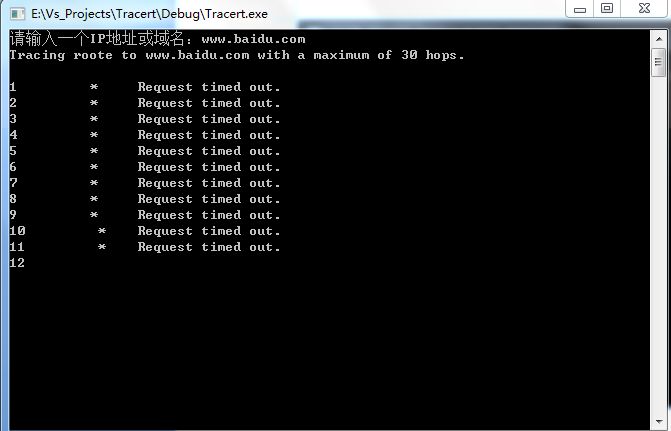 E:\Vs_Projects\Tracert\Debug\Tracert.exe
请输入一个IP地址或域名：www.baidu.com
Tracing roote to www.baidu.com with a maximum of 30 hops.
1 * Request timed out.
2 * Request timed out.
3 * Request timed out.
4 * Request timed out.
5 * Request timed out.
6 * Request timed out.
7 * Request timed out.
8 * Request timed out.
9 * Request timed out.
10 * Request timed out.
11 * Request timed out.
12